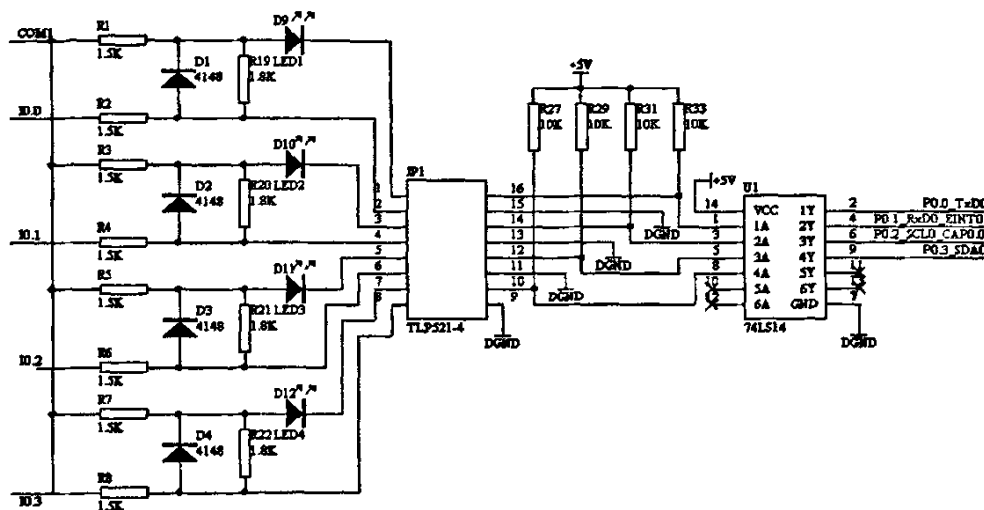 COM1
R1
1.5K
D9
D1
4148
R19 LED1
1.8K
I0.0
R2
1.5K
R3
1.5K
D10
D2
4148
R20 LED2
1.8K
I0.1
R4
1.5K
R5
1.5K
D11
D3
4148
R21 LED3
1.8K
I0.2
R6
1.5K
R7
1.5K
D12
D4
4148
R22 LED4
1.8K
I0.3
R8
1.5K
JP1
1
2
3
4
5
6
7
8
16
15
14
13
12
11
10
9
TLP521-4
+5V
R27 R29 R31 R33
10K 10K 10K 10K
DGND
DGND
DGND
DGND
+5V
U1
14 VCC 1Y 2 P0.0_TxD0
1 1A 2Y 4 P0.1_RxD0_EINT0
3 2A 3Y 6 P0.2_SCL0_CAP0.0
5 3A 4Y 8 P0.3_SDA0
9 4A 5Y
5A 6Y
6A GND 7
74LS14
DGND